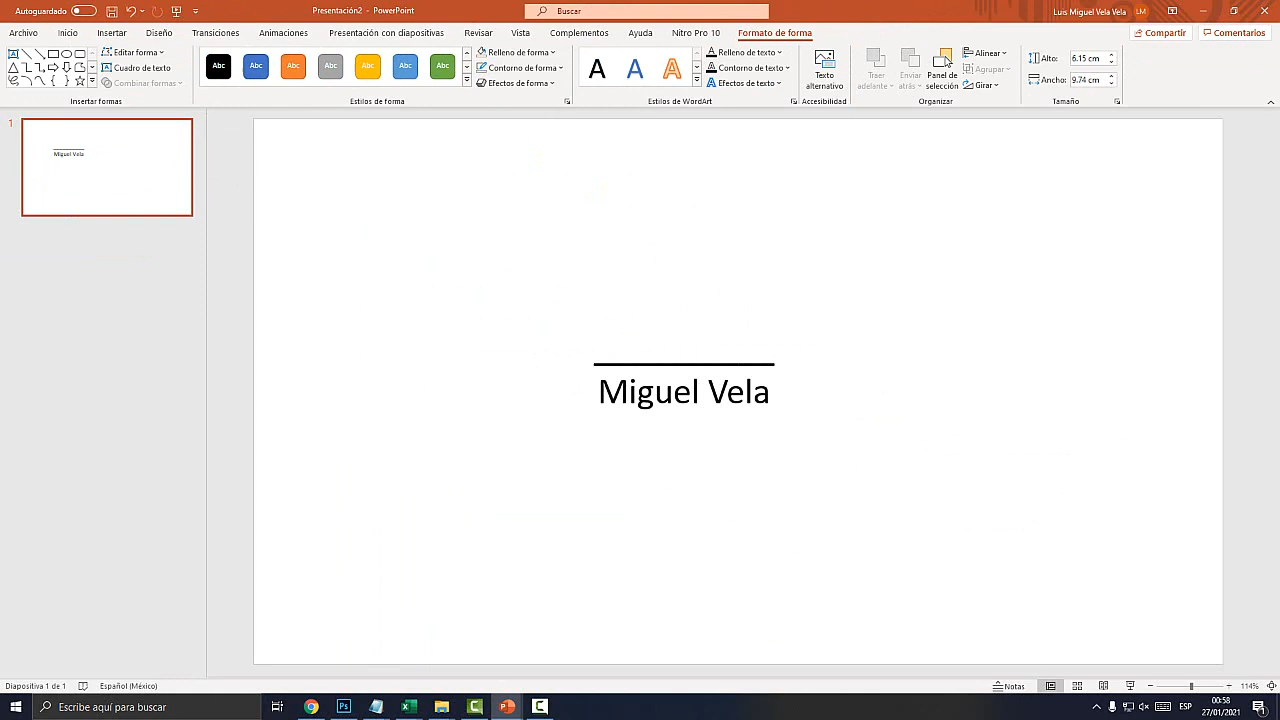 Autoguardado
Presentación2 - PowerPoint
Buscar
Luis Miguel Vela Vela
LM
Archivo
Inicio
Insertar
Diseño
Transiciones
Animaciones
Presentación con diapositivas
Revisar
Vista
Complementos
Ayuda
Nitro Pro 10
Formato de forma
Compartir
Comentarios
Editar forma
Cuadro de texto
Combinar formas
Insertar formas
Abc Abc Abc Abc Abc Abc Abc
Relleno de forma
Contorno de forma
Efectos de forma
Estilos de forma
A A A
Relleno de texto
Contorno de texto
Efectos de texto
Estilos de WordArt
Texto
alternativo
Accesibilidad
Traer
adelante
Enviar
atrás
Panel de
selección
Alinear
Agrupar
Girar
Organizar
Alto: 6.15 cm
Ancho: 9.74 cm
Tamaño
1
Miguel Vela
Miguel Vela
Diapositiva 1 de 1
Español (México)
Notas
114%
Escribe aquí para buscar
ESP
00:58
27/01/2021